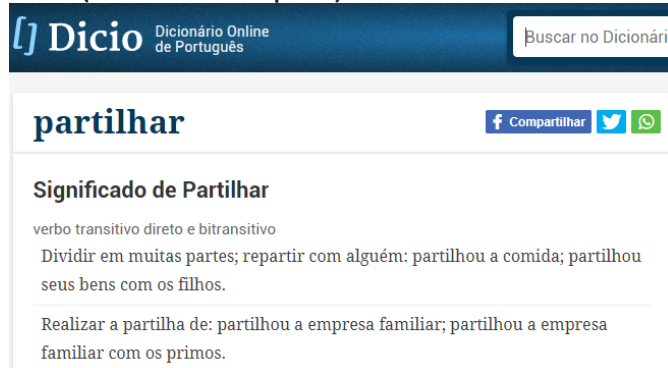 Dicio Dicionário Online
de Português
Buscar no Dicionári
partilhar
Compartilhar
Significado de Partilhar
verbo transitivo direto e bitransitivo
Dividir em muitas partes; repartir com alguém: partilhou a comida; partilhou
seus bens com os filhos.
Realizar a partilha de: partilhou a empresa familiar; partilhou a empresa
familiar com os primos.